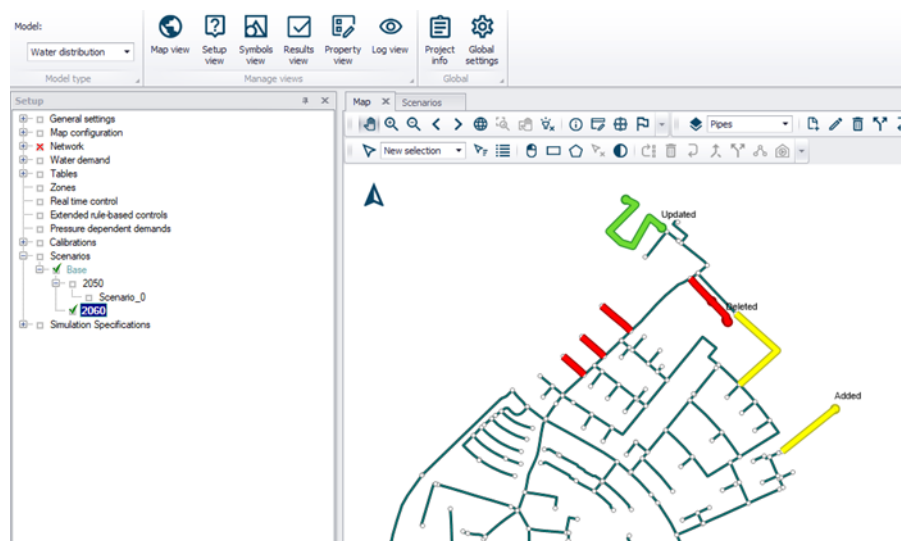 Model:
Water distribution
Model type
Map view
Setup view
Symbols view
Results view
Property view
Log view
Manage views
Project info
Global settings
Global
Setup
General settings
Map configuration
Network
Water demand
Tables
Zones
Real time control
Extended rule-based controls
Pressure dependent demands
Calibrations
Scenarios
Base
2050
Scenario_0
2060
Simulation Specifications
Map
Scenarios
Pipes
New selection
Updated
Deleted
Added